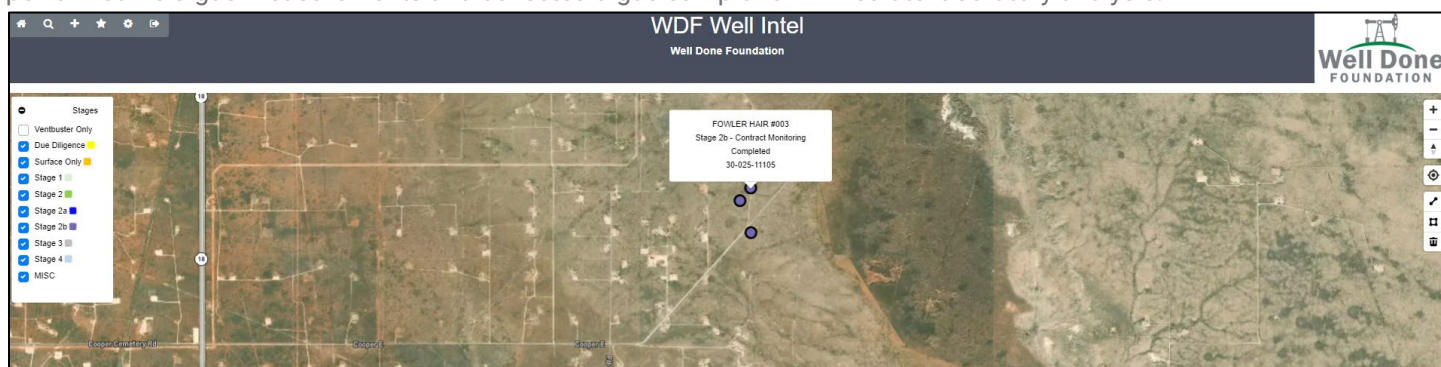 WDF Well Intel
Well Done Foundation
Well Done
FOUNDATION
18
Stages
Ventbuster Only
Due Diligence
Surface Only
Stage 1
Stage 2
Stage 2a
Stage 2b
Stage 3
Stage 4
MISC
FOWLER HAIR #003
Stage 2b - Contract Monitoring
Completed
30-025-11105
18
Cooper Cemetery Rd
Cooper E
Cooper E
Rd